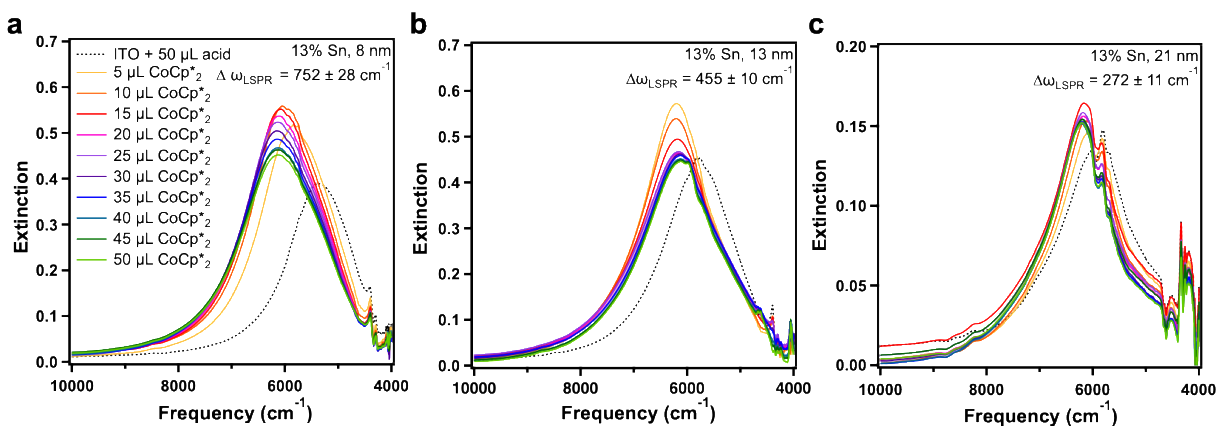 a
0.7
0.6
0.5
0.4
0.3
0.2
0.1
0.0
Extinction
10000 8000 6000 4000
Frequency (cm⁻¹)
13% Sn, 8 nm
Δ ω_LSPR = 752 ± 28 cm⁻¹
ITO + 50 µL acid
5 µL CoCp*₂
10 µL CoCp*₂
15 µL CoCp*₂
20 µL CoCp*₂
25 µL CoCp*₂
30 µL CoCp*₂
35 µL CoCp*₂
40 µL CoCp*₂
45 µL CoCp*₂
50 µL CoCp*₂
b
0.7
0.6
0.5
0.4
0.3
0.2
0.1
0.0
Extinction
10000 8000 6000 4000
Frequency (cm⁻¹)
13% Sn, 13 nm
Δω_LSPR = 455 ± 10 cm⁻¹
c
0.20
0.15
0.10
0.05
0.00
Extinction
10000 8000 6000 4000
Frequency (cm⁻¹)
13% Sn, 21 nm
Δω_LSPR = 272 ± 11 cm⁻¹